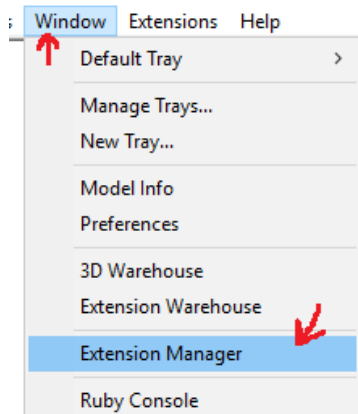 Window Extensions Help
Default Tray >
Manage Trays...
New Tray...
Model Info
Preferences
3D Warehouse
Extension Warehouse
Extension Manager
Ruby Console